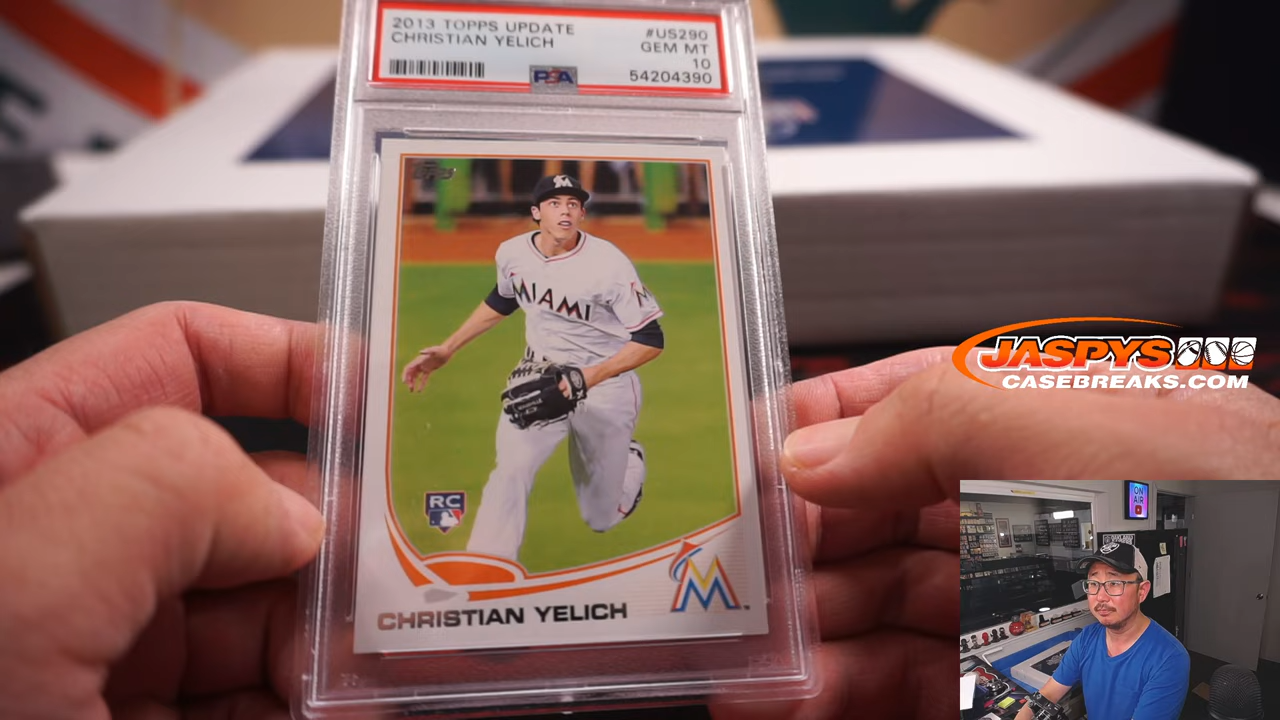 2013 TOPPS UPDATE #US290
CHRISTIAN YELICH GEM MT
10
PSA 54204390
Topps
M
MIAMI M
RC
CHRISTIAN YELICH M
JASPYS
CASEBREAKS.COM
ON
AIR